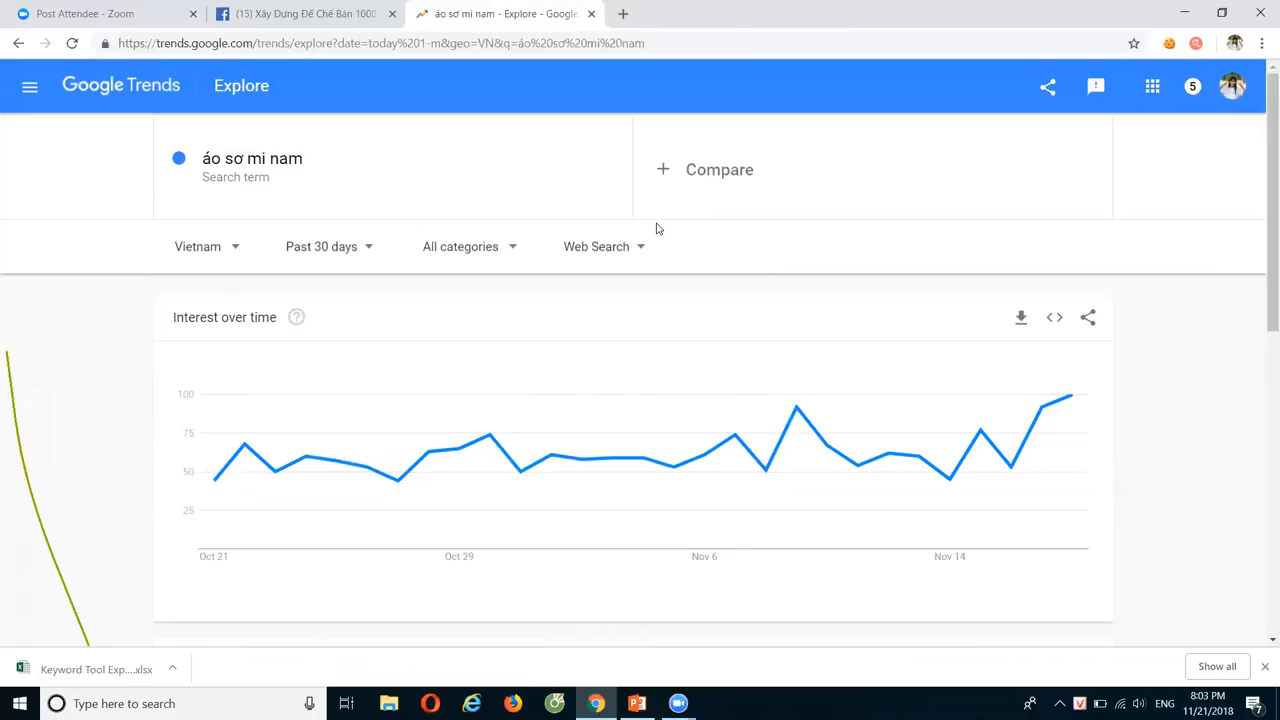 Post Attendee - Zoom
(15) Xây Dựng Đế Chế Bán 1000
áo sơ mi nam - Explore - Google
https://trends.google.com/trends/explore?date=today%201-m&geo=VN&q=áo%20sơ%20mi%20nam
Google Trends
Explore
5
áo sơ mi nam
Search term
+ Compare
Vietnam
Past 30 days
All categories
Web Search
Interest over time
100
75
50
25
Oct 21
Oct 29
Nov 6
Nov 14
Keyword Tool Exp....xlsx
Show all
Type here to search
ENG
8:03 PM
11/21/2018
7